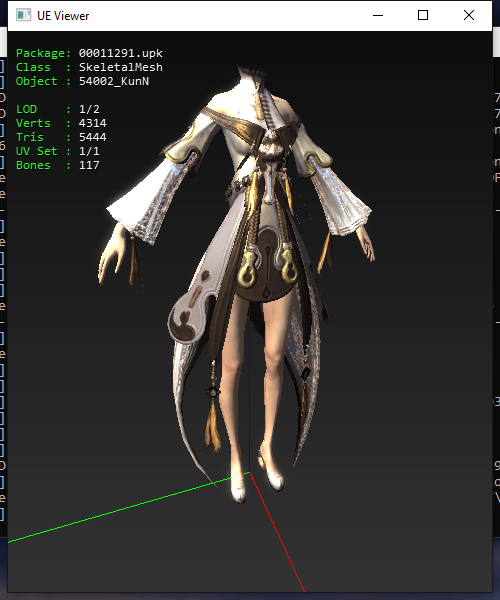 UE Viewer
Package: 00011291.upk
Class : SkeletalMesh
Object : 54002_KunN
LOD : 1/2
Verts : 4314
Tris : 5444
UV Set : 1/1
Bones : 117